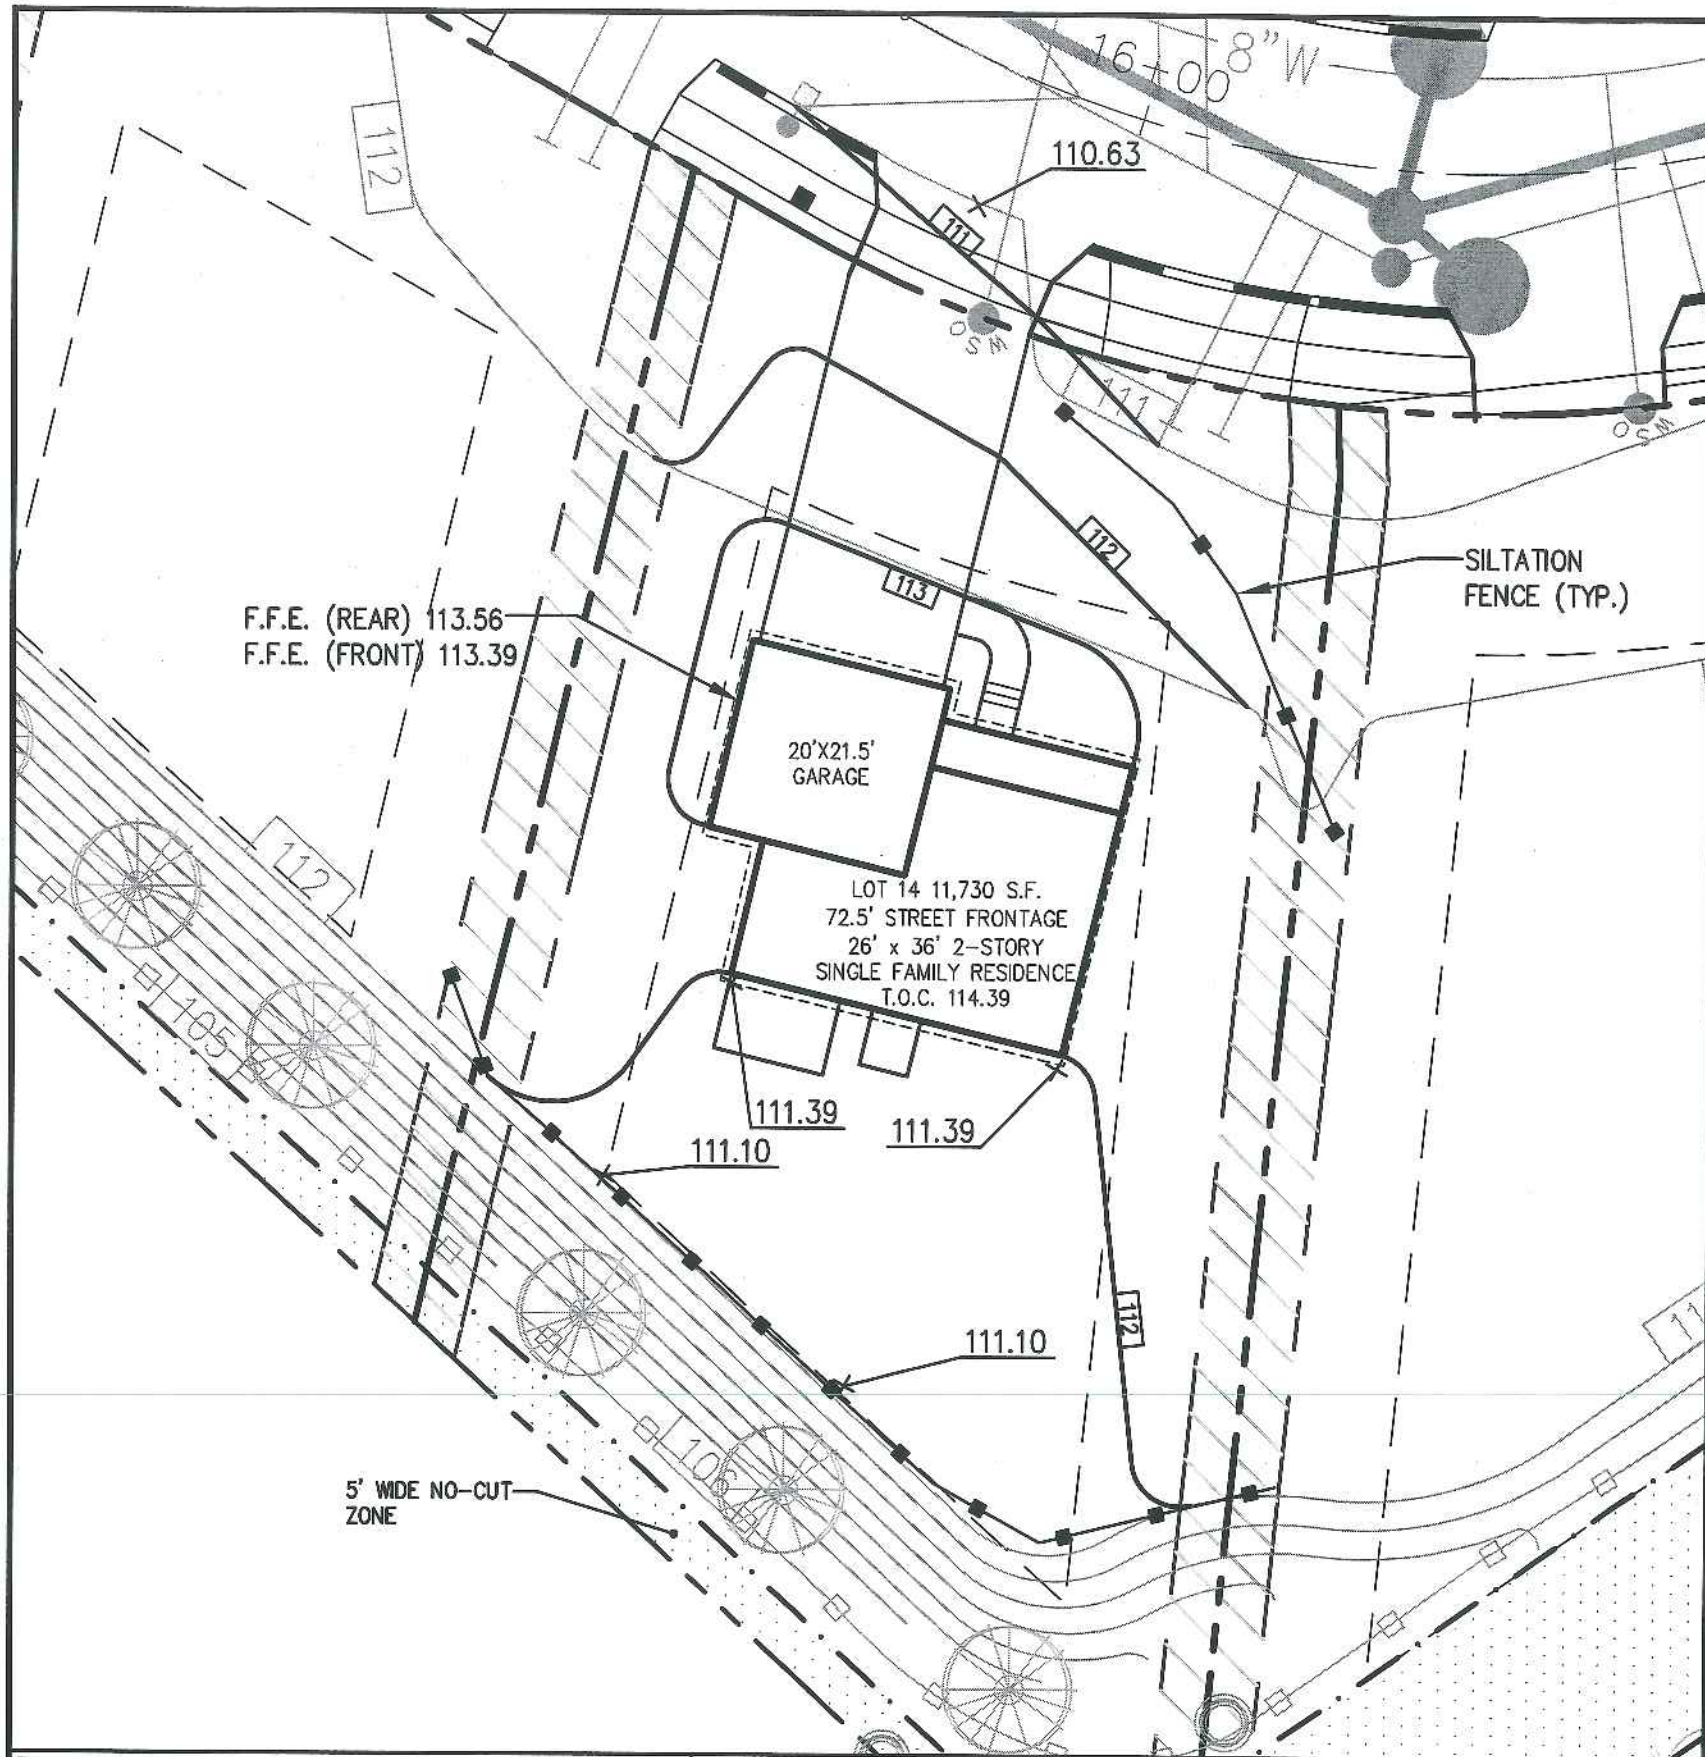 8"W
16+00
112
110.63
111
O S W
111
O S W
112
113
SILTATION
FENCE (TYP.)
F.F.E. (REAR) 113.56
F.F.E. (FRONT) 113.39
20'X21.5'
GARAGE
112
LOT 14 11,730 S.F.
72.5' STREET FRONTAGE
26' x 36' 2-STORY
SINGLE FAMILY RESIDENCE
T.O.C. 114.39
105
111.39
111.39
111.10
112
111.10
106
5' WIDE NO-CUT
ZONE